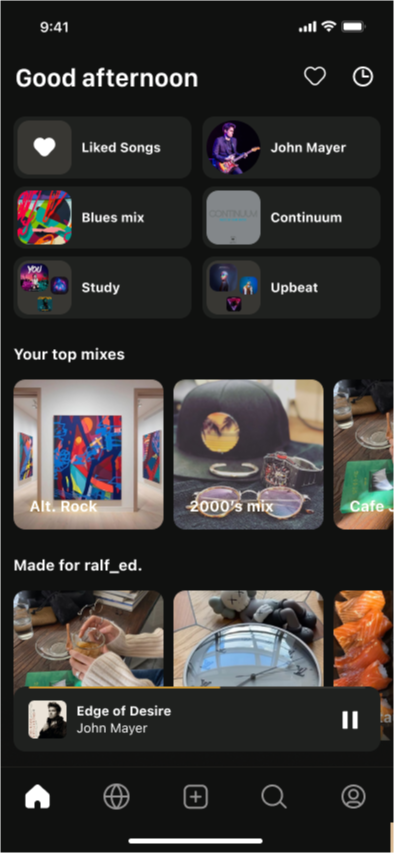 9:41
Good afternoon
Liked Songs
John Mayer
Blues mix
CONTINUUM
Continuum
YOU
Study
Upbeat
Your top mixes
Alt. Rock
2000's mix
Cafe
Made for ralf_ed.
Edge of Desire
John Mayer